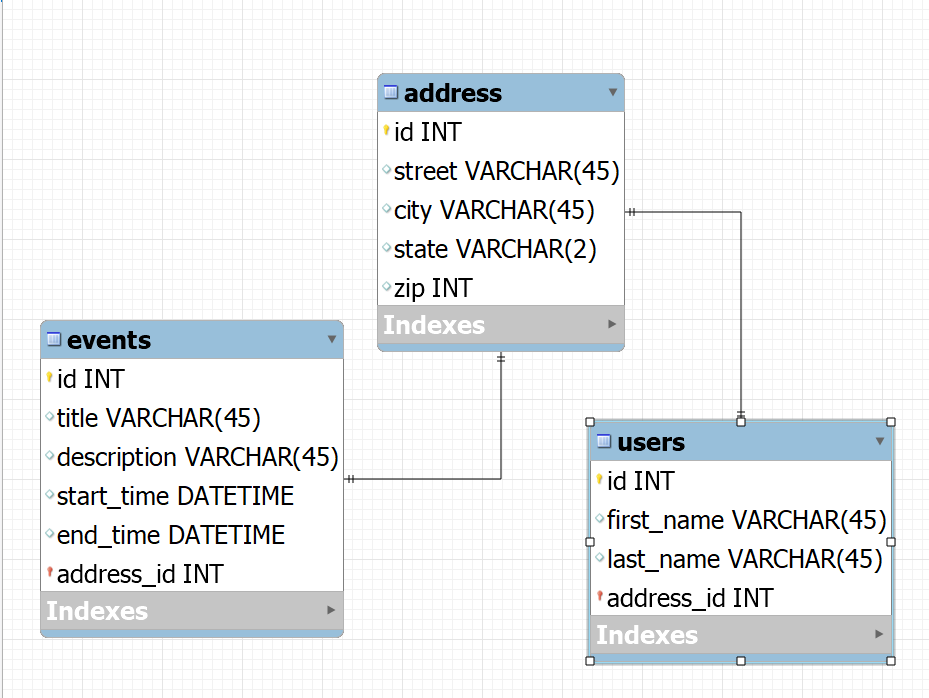 address
id INT
street VARCHAR(45)
city VARCHAR(45)
state VARCHAR(2)
zip INT
Indexes
events
id INT
title VARCHAR(45)
description VARCHAR(45)
start_time DATETIME
end_time DATETIME
address_id INT
Indexes
users
id INT
first_name VARCHAR(45)
last_name VARCHAR(45)
address_id INT
Indexes